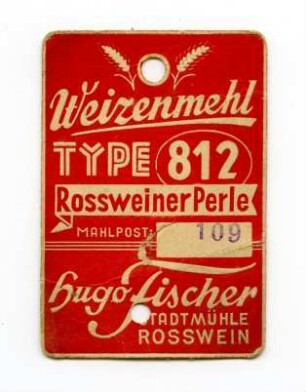 Weizenmehl
TYPE 812
Rossweiner Perle
MAHLPOST: 109
Hugo Fischer
STADTMÜHLE
ROSSWEIN